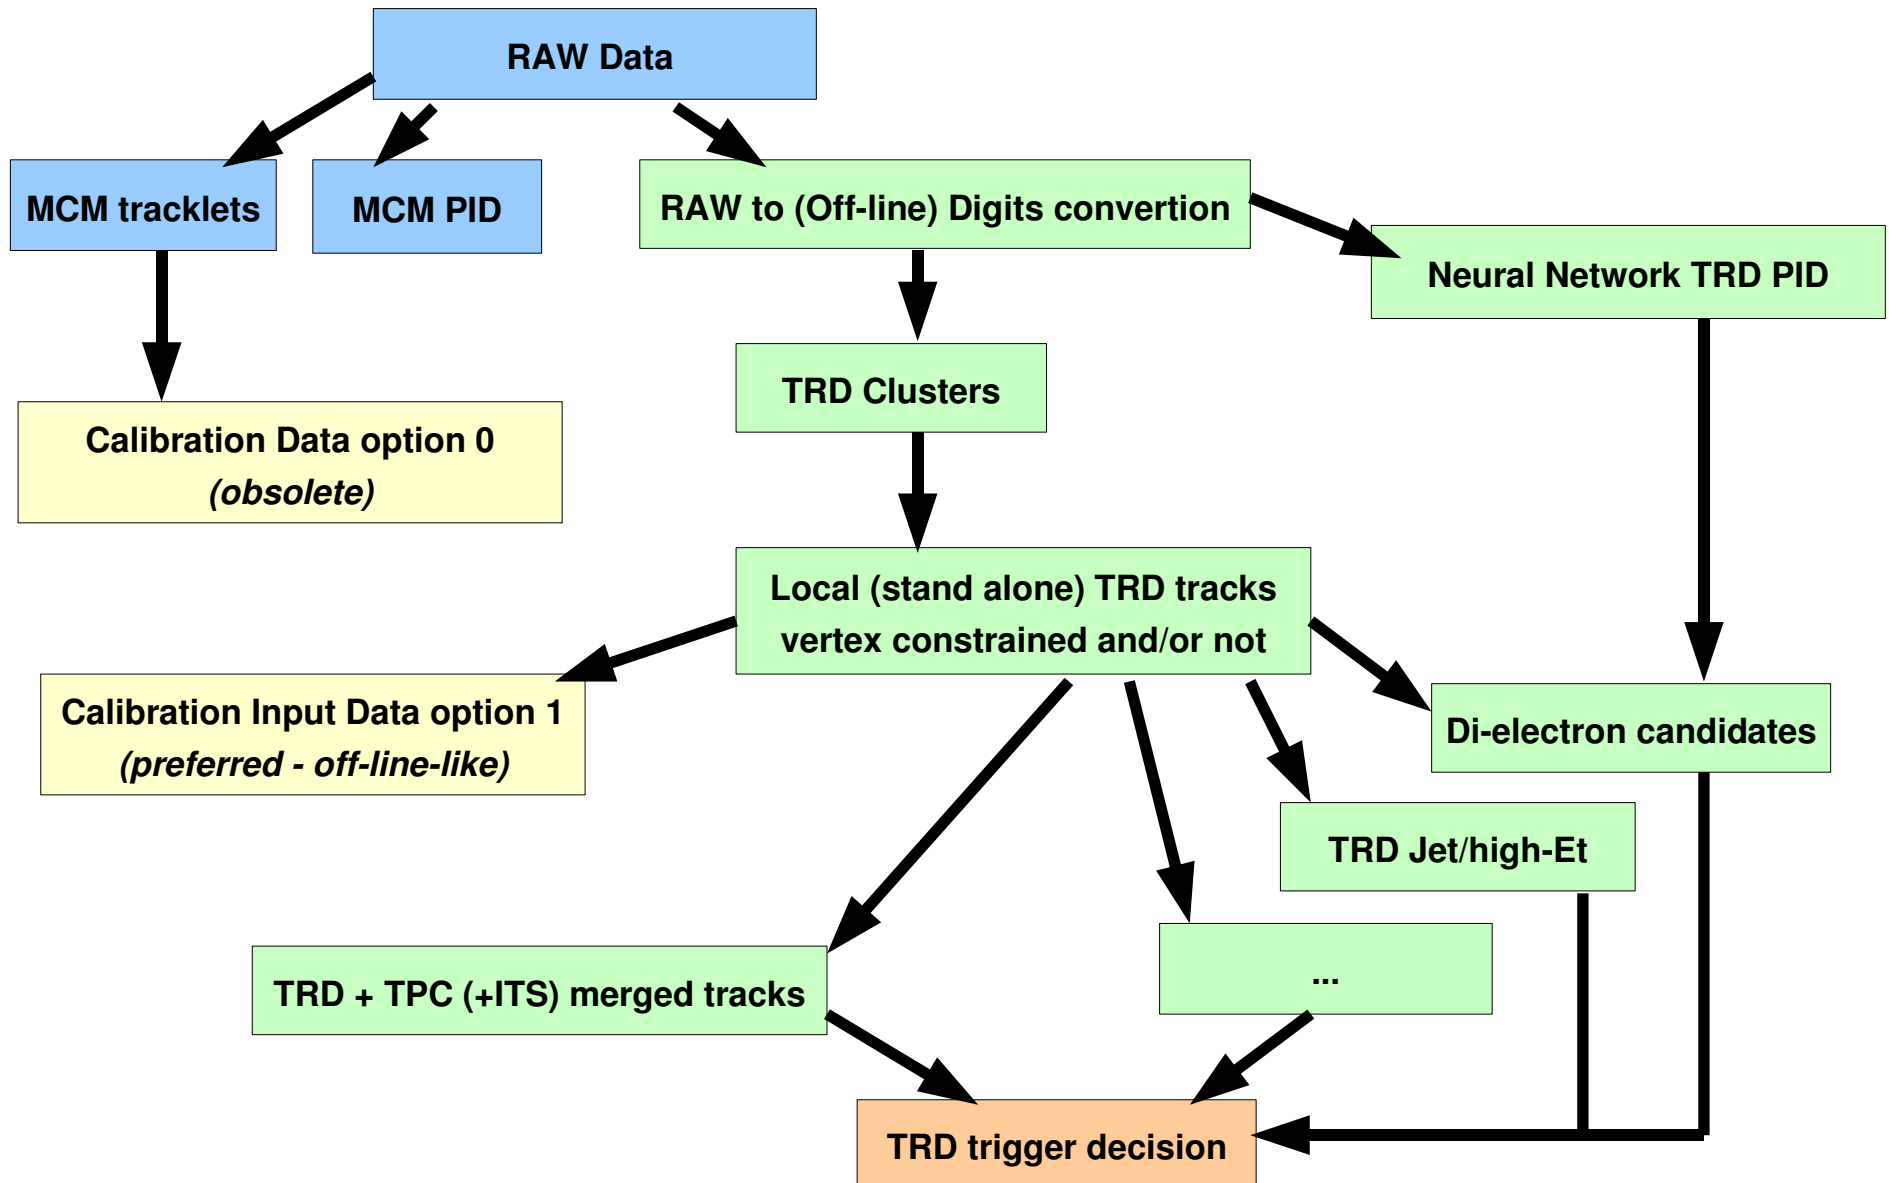 RAW Data
MCM tracklets
MCM PID
RAW to (Off-line) Digits convertion
Neural Network TRD PID
TRD Clusters
Calibration Data option 0
(obsolete)
Local (stand alone) TRD tracks
vertex constrained and/or not
Calibration Input Data option 1
(preferred - off-line-like)
Di-electron candidates
TRD Jet/high-Et
...
TRD + TPC (+ITS) merged tracks
TRD trigger decision